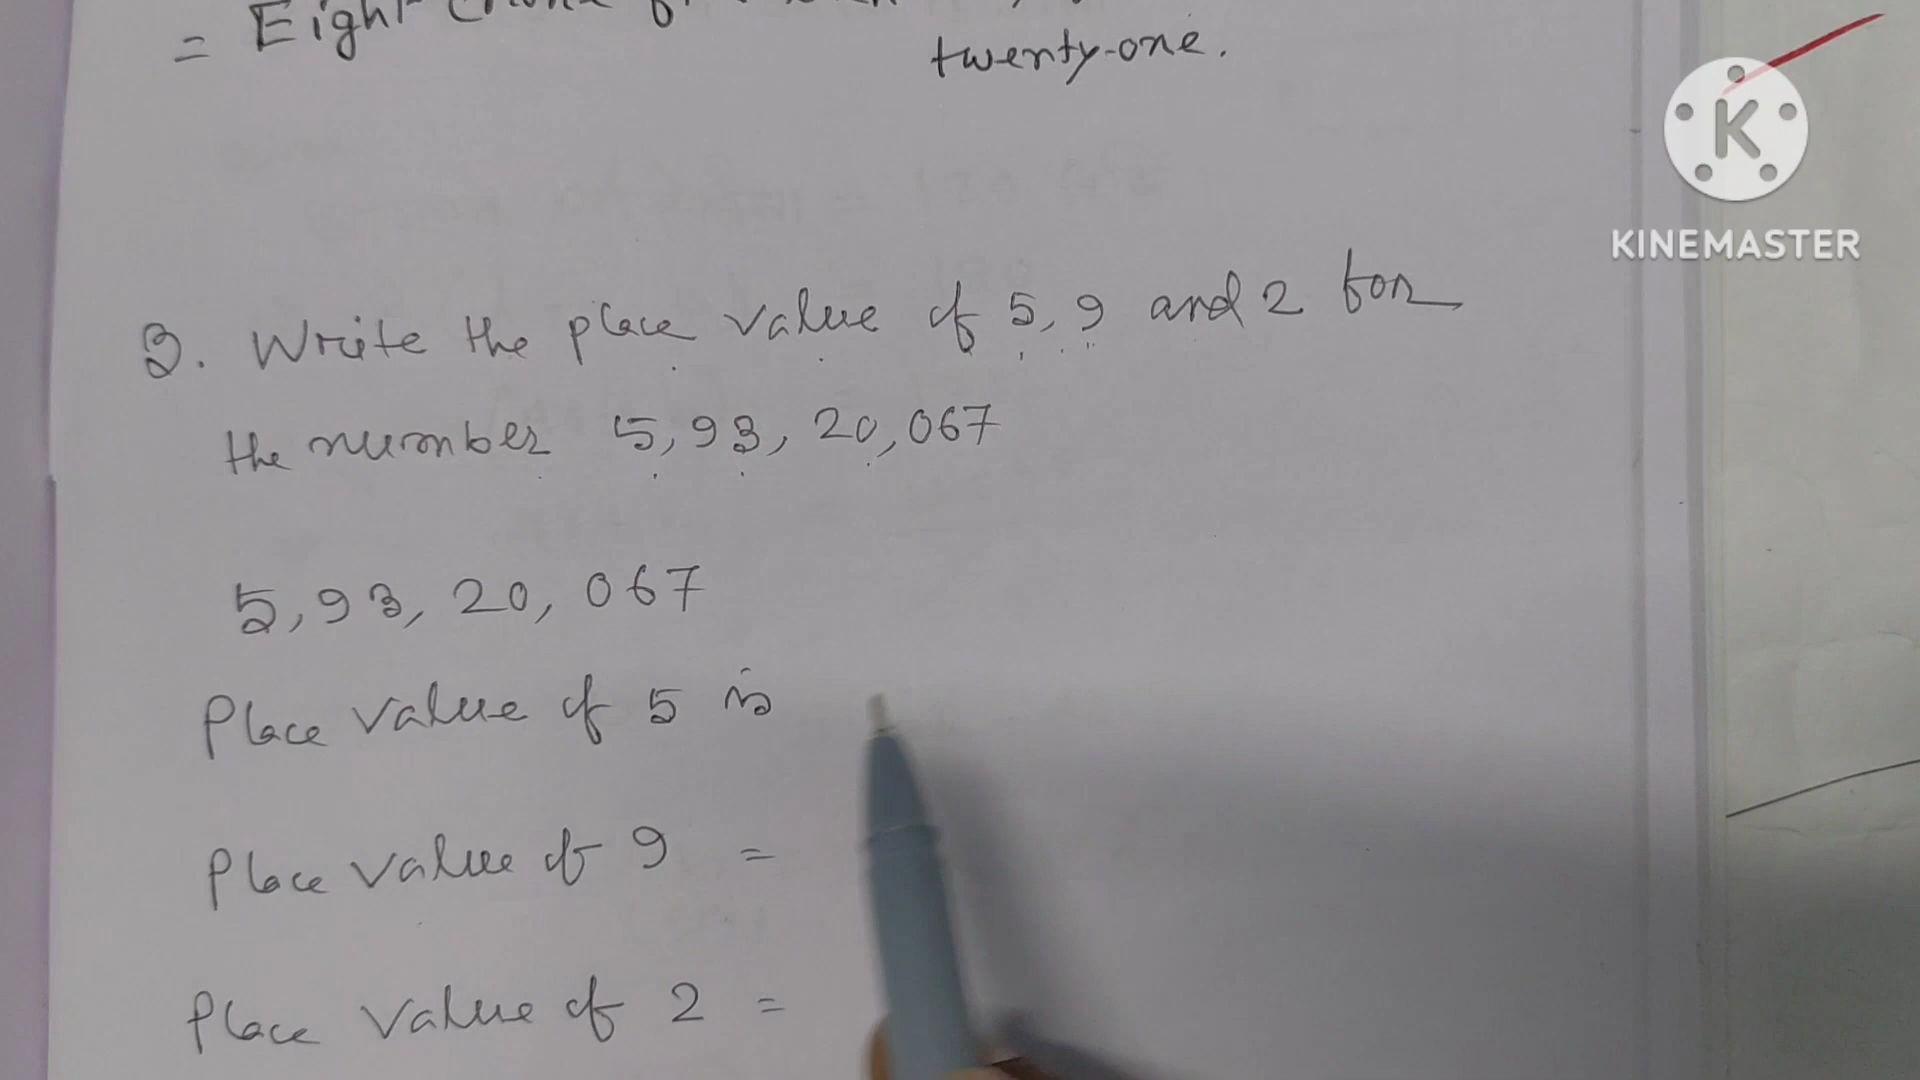 = Eight
twenty-one.
KINEMASTER
3. Write the place value of 5, 9 and 2 for
the number 5,93,20,067
5,93,20,067
Place value of 5 is
Place value of 9 =
Place value of 2 =